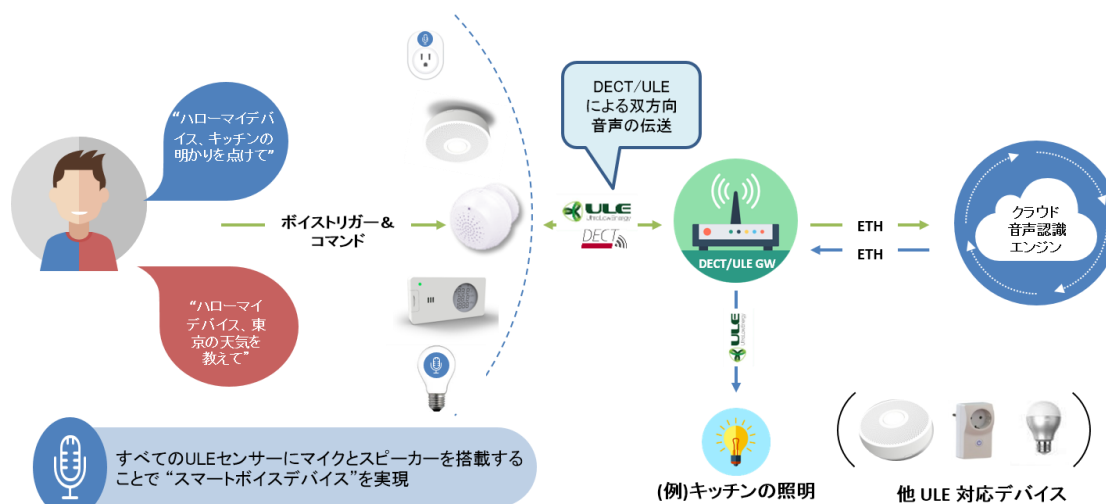 “ハローマイデバ
イス、キッチンの
明かりを点けて”
“ハローマイ
デバイス、東
京の天気を
教えて”
ボイストリガー＆
コマンド
DECT/ULE
による双方向
音声の伝送
ULE
UltraLowEnergy
DECT
DECT/ULE GW
ETH
ETH
クラウド
音声認識
エンジン
ULE
UltraLowEnergy
(例)キッチンの照明
他 ULE 対応デバイス
すべてのULEセンサーにマイクとスピーカーを搭載する
ことで “スマートボイスデバイス”を実現